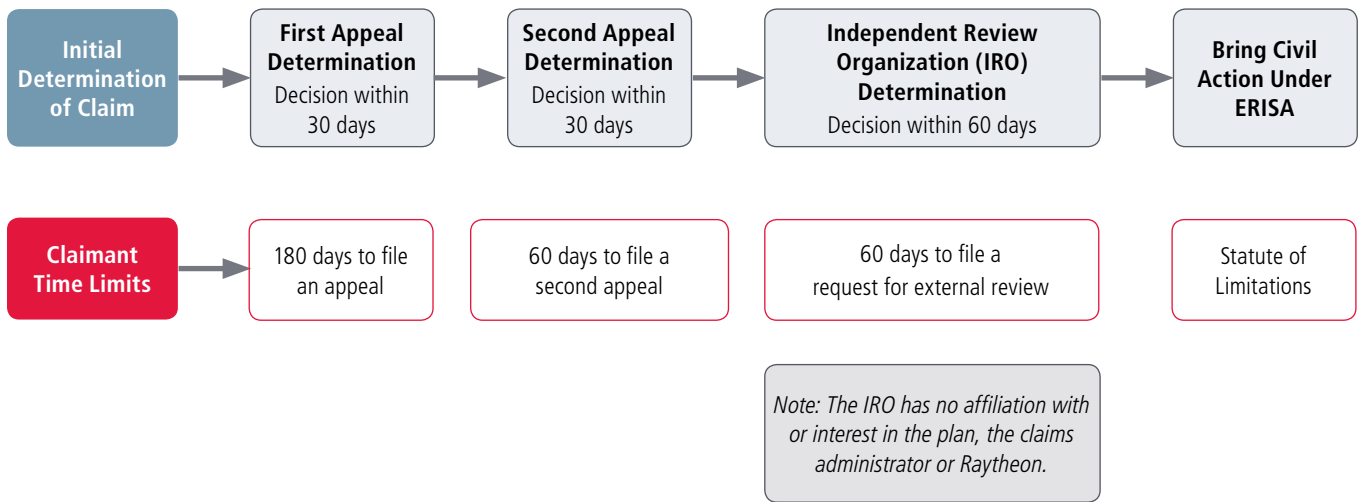 Initial
Determination
of Claim
First Appeal
Determination
Decision within
30 days
Second Appeal
Determination
Decision within
30 days
Independent Review
Organization (IRO)
Determination
Decision within 60 days
Bring Civil
Action Under
ERISA
Claimant
Time Limits
180 days to file
an appeal
60 days to file a
second appeal
60 days to file a
request for external review
Statute of
Limitations
Note: The IRO has no affiliation with
or interest in the plan, the claims
administrator or Raytheon.